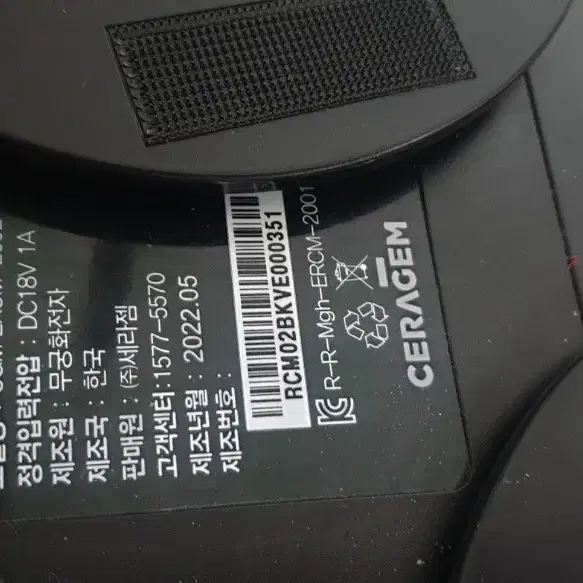 정격입력전압 : DC18V 1A
제조원 : 무궁화전자
제조국 : 한국
판매원 : (주)세라젬
고객센터:1577-5570
제조년월 : 2022.05
제조번호 :
RCM02BKVE000351
R-R-Mgh-ERCM-2001
CERAGEM